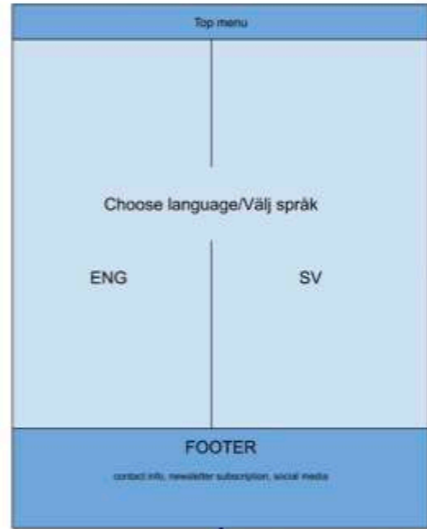 Top menu
Choose language/Välj språk
ENG
SV
FOOTER
contact info, newsletter subscription, social media